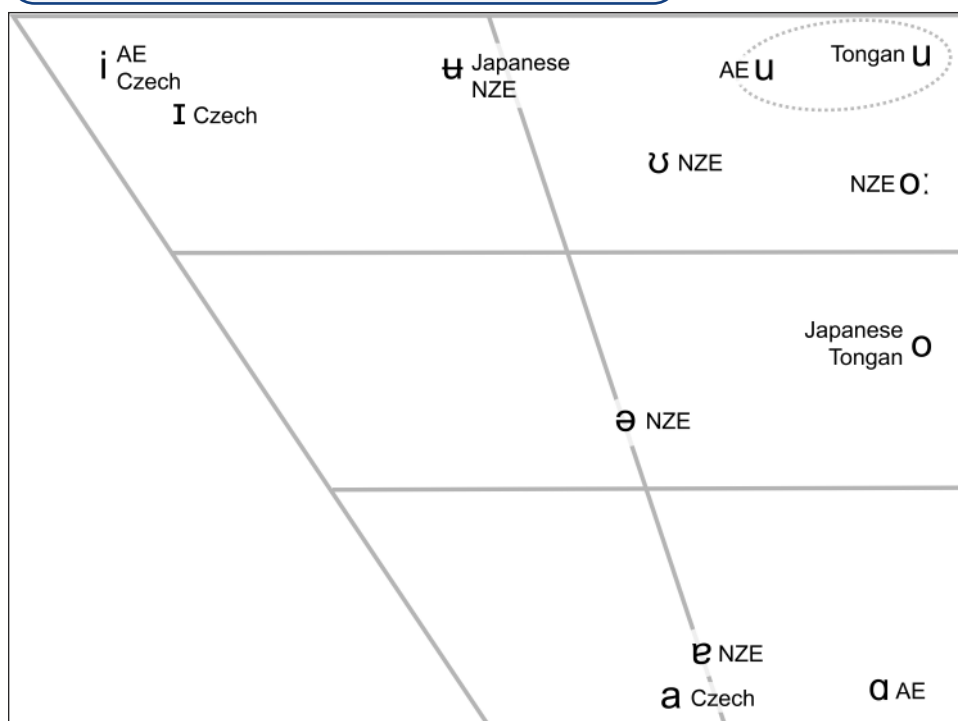 i AE
Czech
ɪ Czech
ʉ Japanese
NZE
AE u
Tongan u
ʊ NZE
NZE oː
Japanese
Tongan o
ə NZE
ɐ NZE
a Czech
ɑ AE